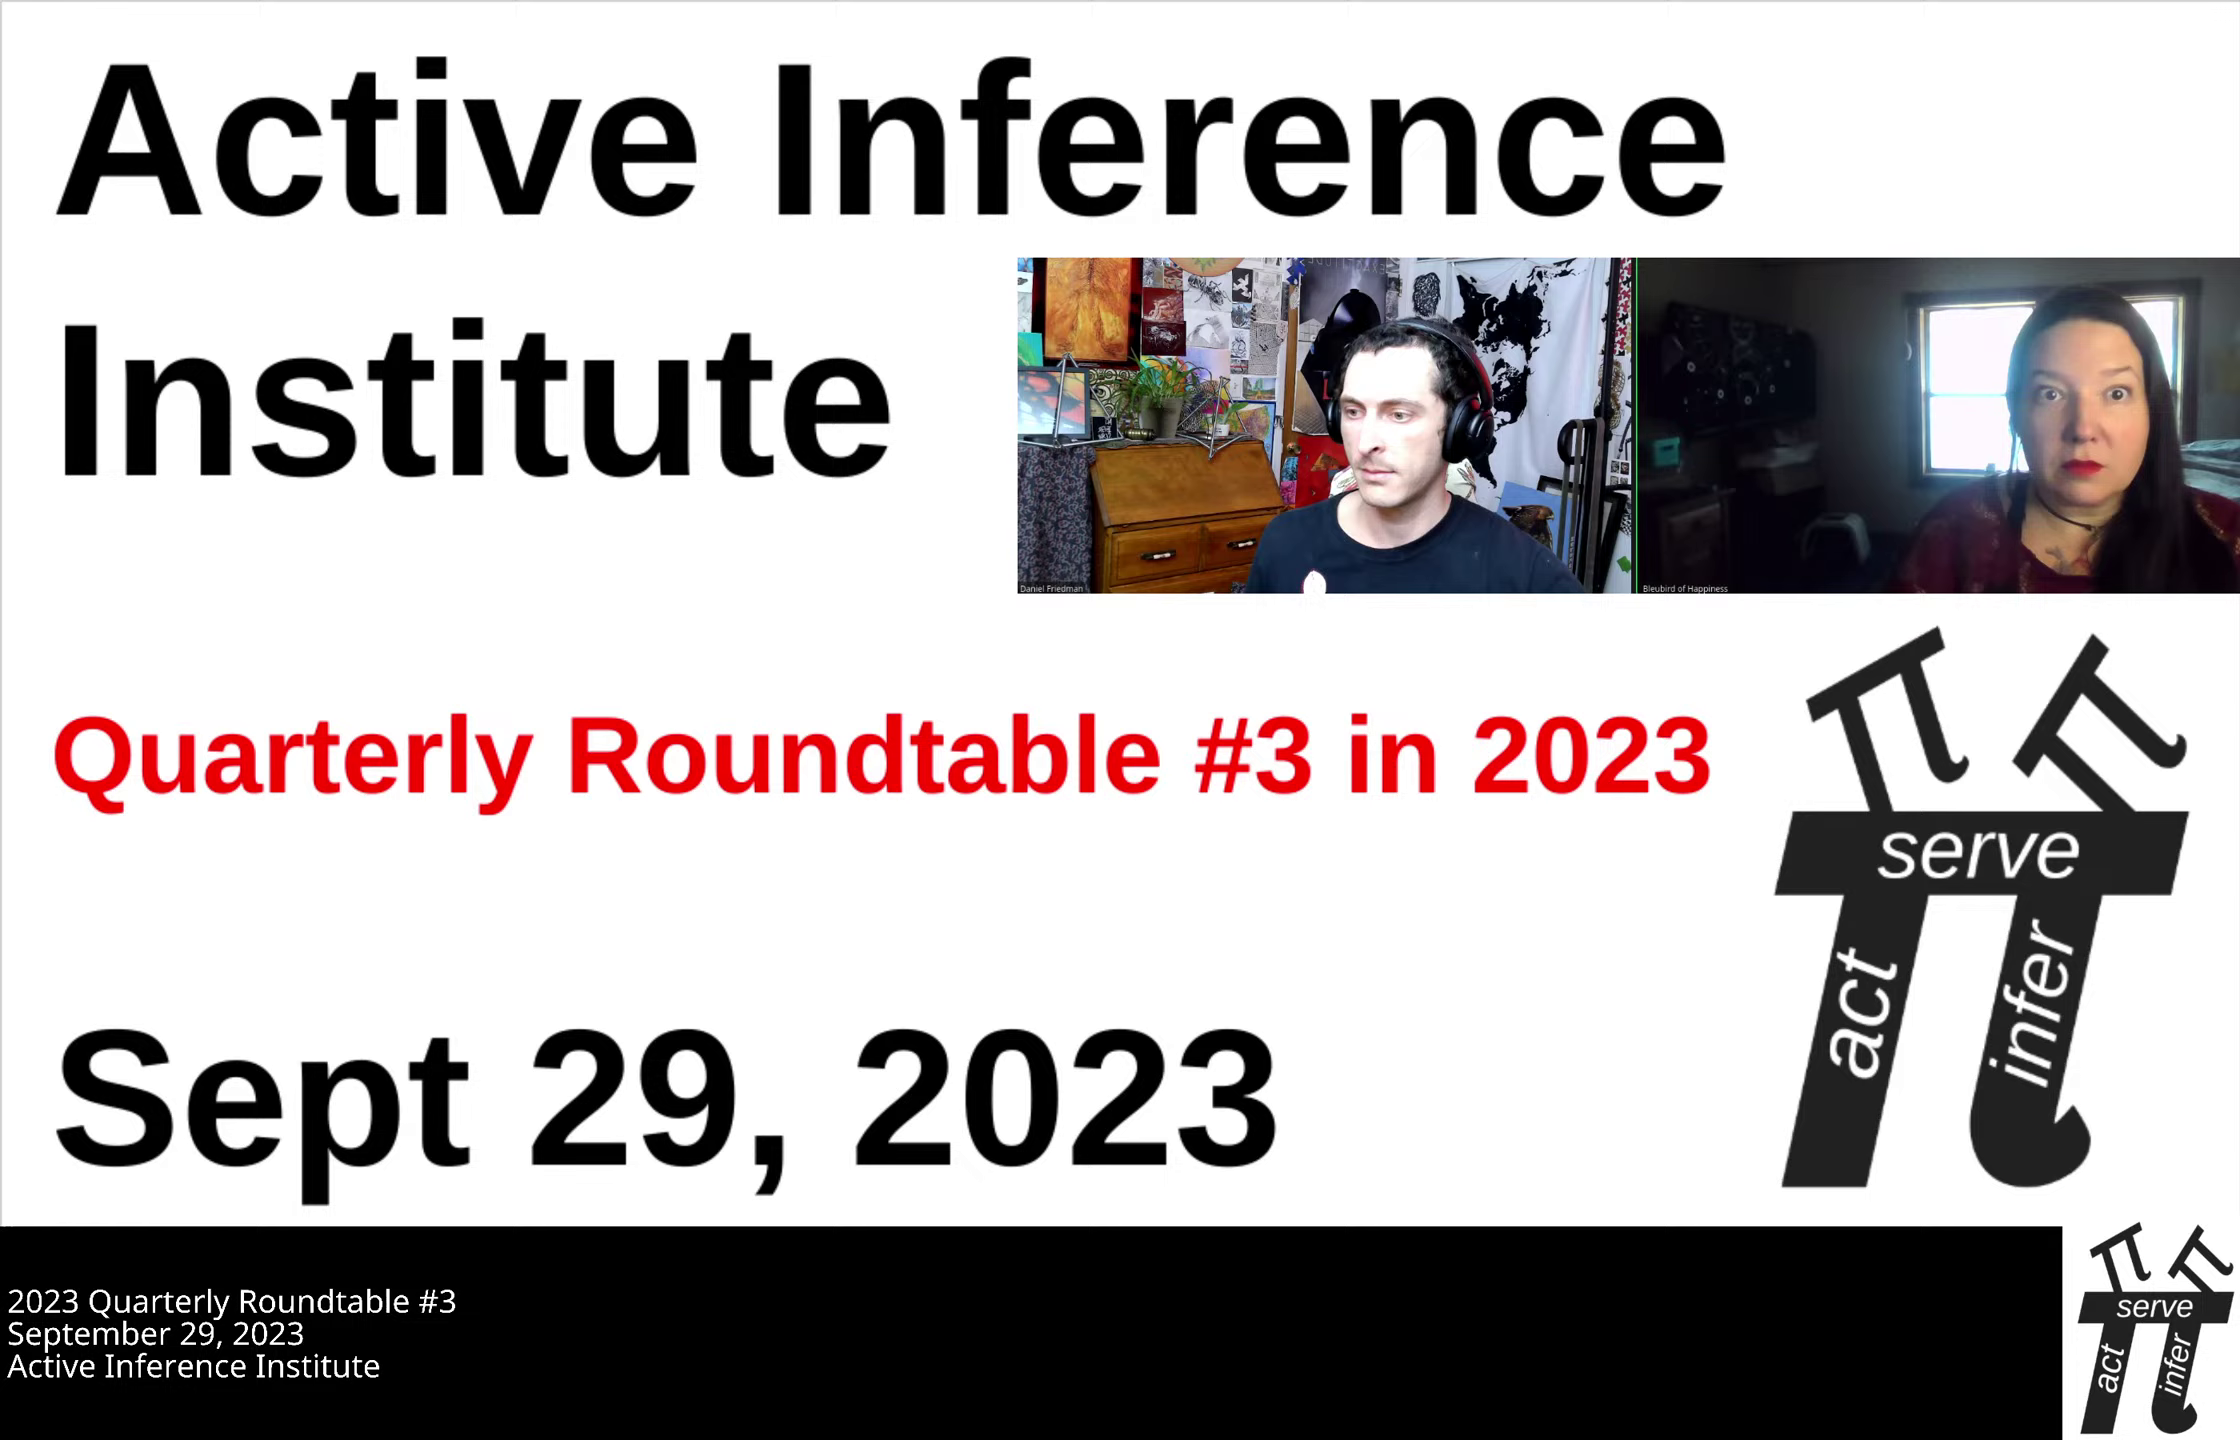 Active Inference
Institute
Daniel Friedman
Bleubird of Happiness
Quarterly Roundtable #3 in 2023
serve
act
infer
Sept 29, 2023
2023 Quarterly Roundtable #3
September 29, 2023
Active Inference Institute
serve
act
infer